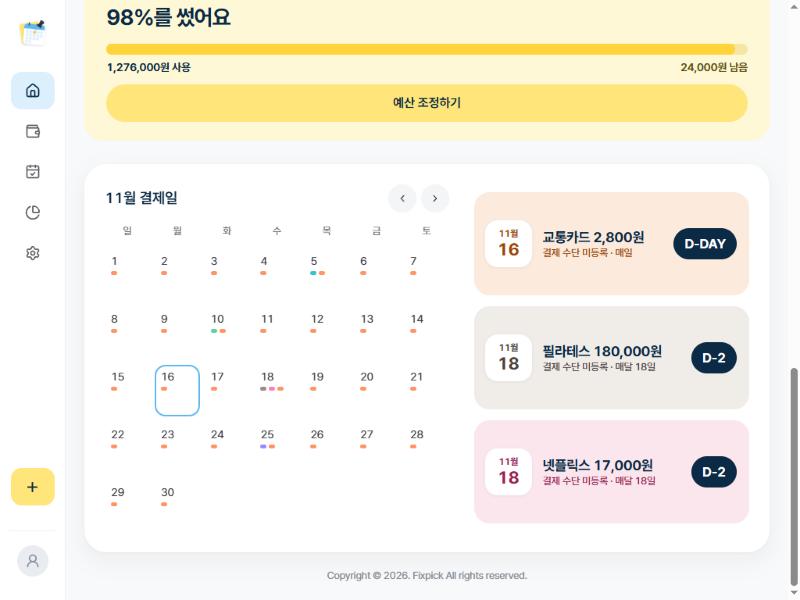 98%를 썼어요
1,276,000원 사용
24,000원 남음
예산 조정하기
11월 결제일
일 월 화 수 목 금 토
1 2 3 4 5 6 7
8 9 10 11 12 13 14
15 16 17 18 19 20 21
22 23 24 25 26 27 28
29 30
11월
16
교통카드 2,800원
결제 수단 미등록 · 매일
D-DAY
11월
18
필라테스 180,000원
결제 수단 미등록 · 매달 18일
D-2
11월
18
넷플릭스 17,000원
결제 수단 미등록 · 매달 18일
D-2
Copyright © 2026. Fixpick All rights reserved.